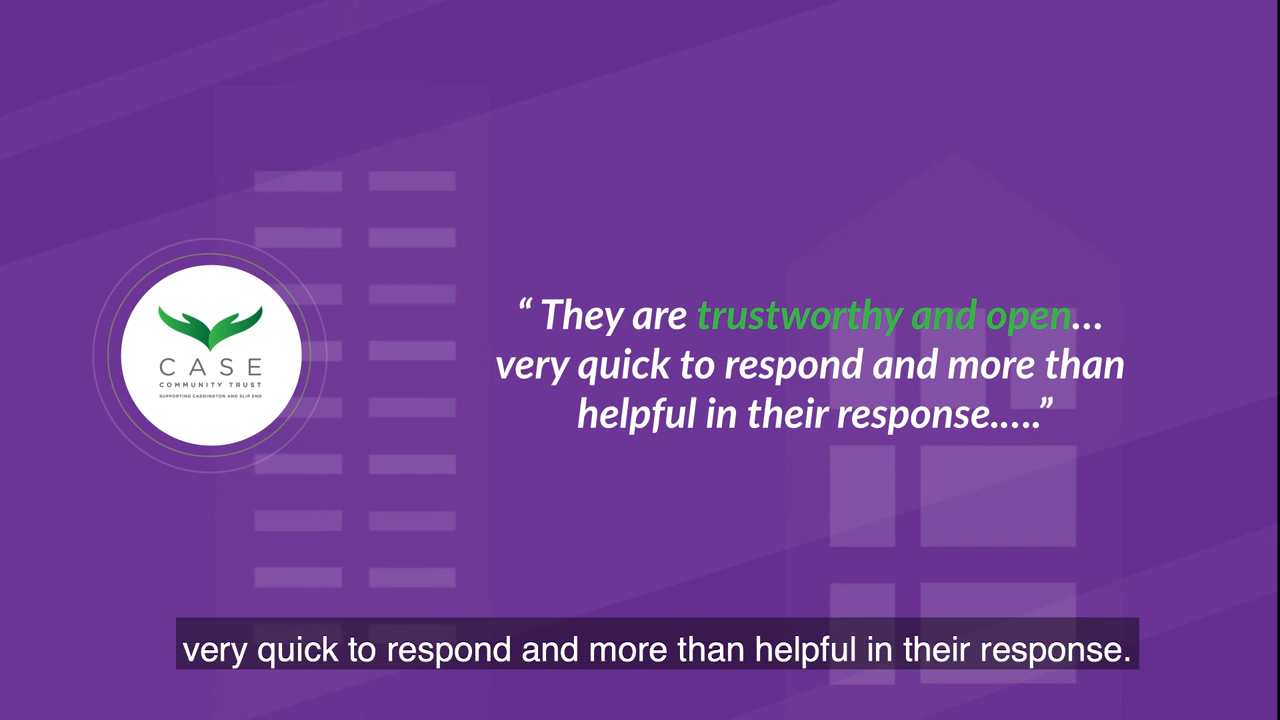 CASE
COMMUNITY TRUST
SUPPORTING CADDINGTON AND SLIP END
“ They are trustworthy and open...
very quick to respond and more than
helpful in their response.....”
very quick to respond and more than helpful in their response.